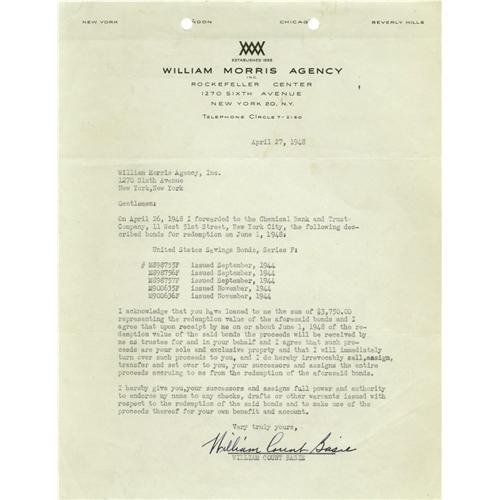 NEW YORK DON CHICAG BEVERLY HILLS
ESTABLISHED 1898
WILLIAM MORRIS AGENCY
INC.
ROCKEFELLER CENTER
1270 SIXTH AVENUE
NEW YORK 20, N.Y.
TELEPHONE CIRCLE 7-2160
April 27, 1948
William Morris Agency, Inc.
1270 Sixth Avenue
New York,New York
Gentlemen:
On April 26, 1948 I forwarded to the Chemical Bank and Trust-
Company, 11 West 51st Street, New York City, the following des-
cribed bonds for redemption on June 1, 1948:
United States Savings Bonds, Series F:
# M898755F issued September, 1944
M898756F issued September, 1944
M898757F issued September, 1944
M900635F issued November, 1944
M900636F issued November, 1944
I acknowledge that you have loaned to me the sum of $3,750.00
representing the redemption value of the aforesaid bonds and I
agree that upon receipt by me on or about June 1, 1948 of the re-
demption value of the said bonds the proceeds will be received by
me as trustee for and in your behalf and I agree that such pro-
ceeds are your sole and exclusive proprty and that I will immediately
turn over such proceeds to you, and I do hereby irrevocably sell,assign,
transfer and set over to you, your successors and assigns the entire
proceeds accruing to me from the redemption of the aforesaid bonds.
I hereby give you,your successors and assigns full power and authority
to endorse my name to any checks, drafts or other warrants issued with
respect to the redemption of the said bonds and to make use of the
proceeds thereof for your own benefit and account.
Very truly yours,
William Count Basie
WILLIAM COUNT BASIE